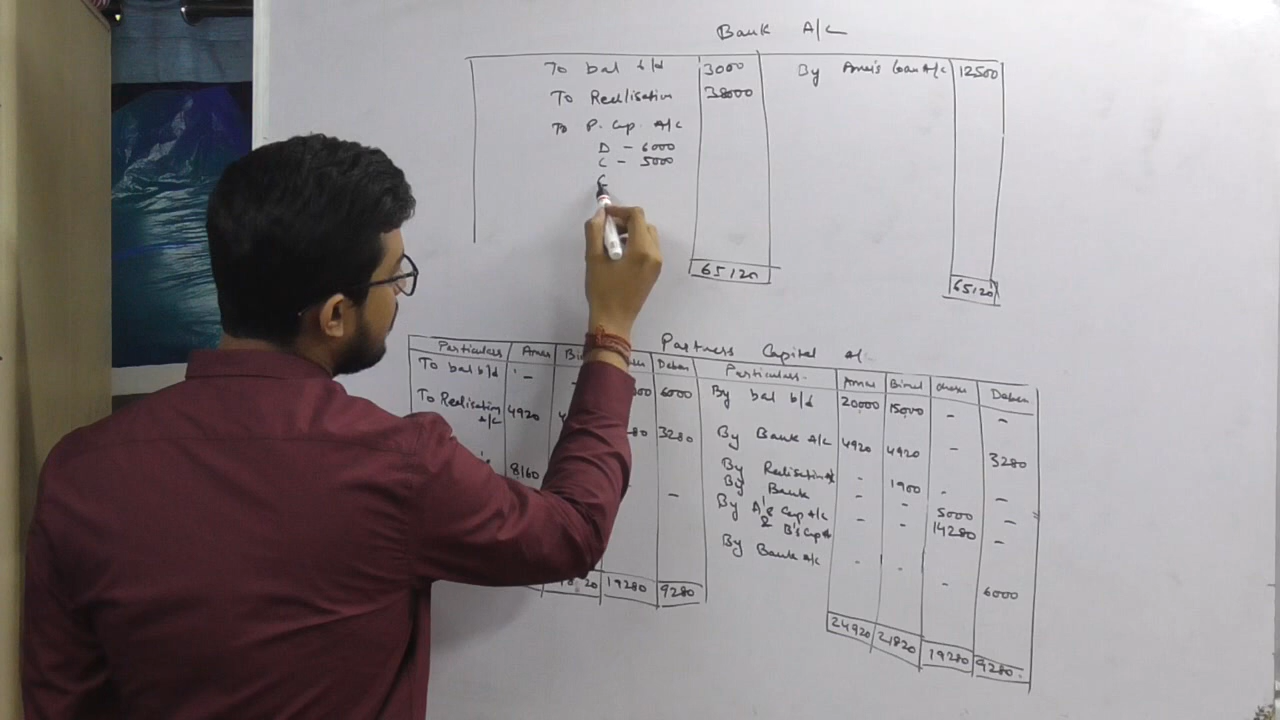 Bank A/c
To bal b/d 3000 By Amar's Loan A/c 12500
To Reallisation 38000
To P. Cap. A/c
D - 6000
C - 5000
65120 65120
Partners Capital A/c.
Particulars Amar Particulars. Amar Bimal Deben
To bal b/d - 6000 By bal b/d 20000 15000 - -
To Realisation A/c 4920 3280 By Bank A/c 4920 4920 - 3280
8160 By Realisation - 1900 - -
- By Bank - - 5000 -
By A's Cap A/c & B's Cap A/c - - 14280 -
By Bank A/c - - - 6000
19280 9280 24920 21820 19280 9280.